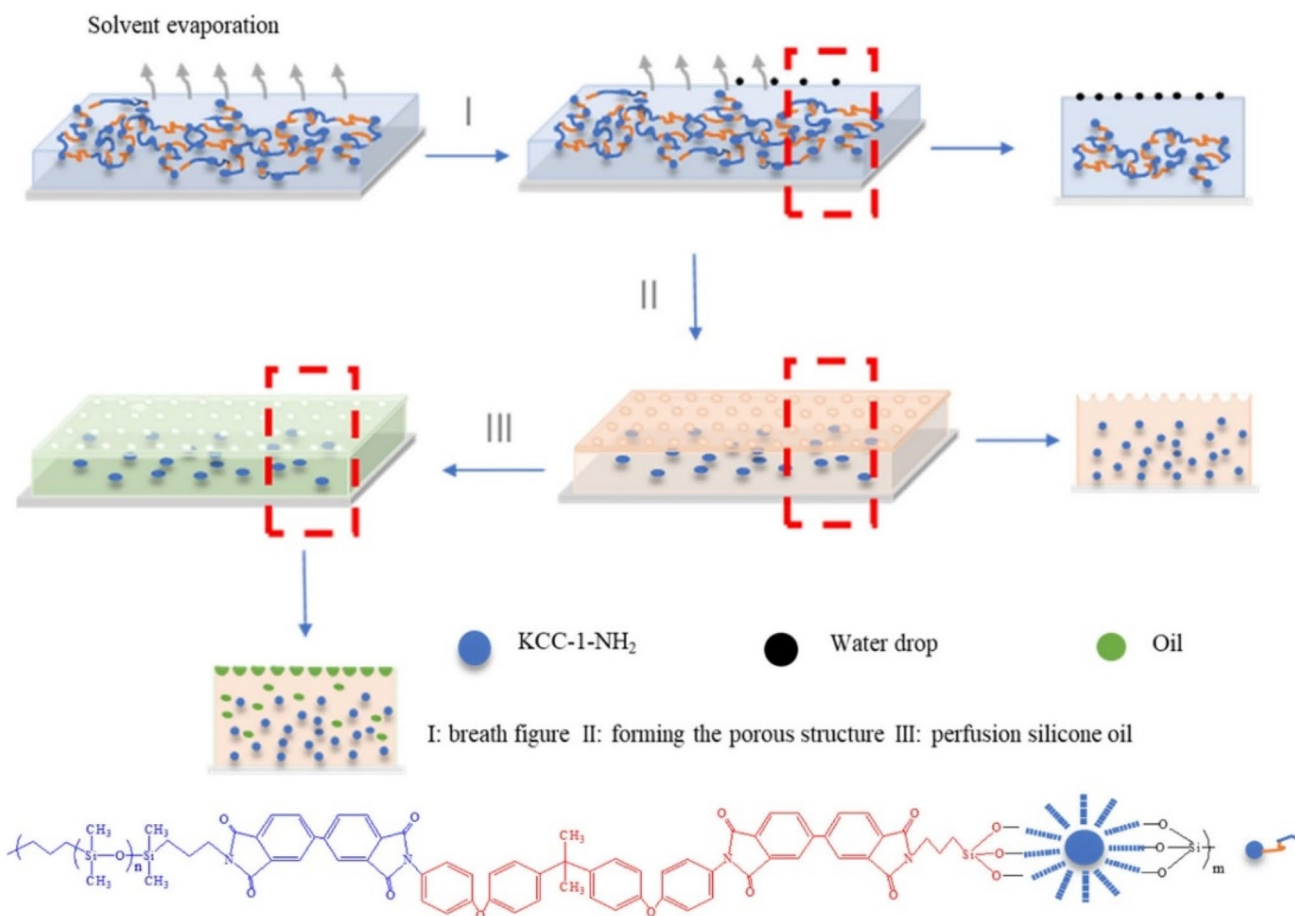 Solvent evaporation
I
II
III
KCC-1-NH₂
Water drop
Oil
I: breath figure II: forming the porous structure III: perfusion silicone oil
CH₃ CH₃
Si O Si
CH₃ CH₃
n
O O
N N
O O
CH₃
CH₃
O O
O O
N N
O O
Si
O
O
O
O
O
O
Si
m